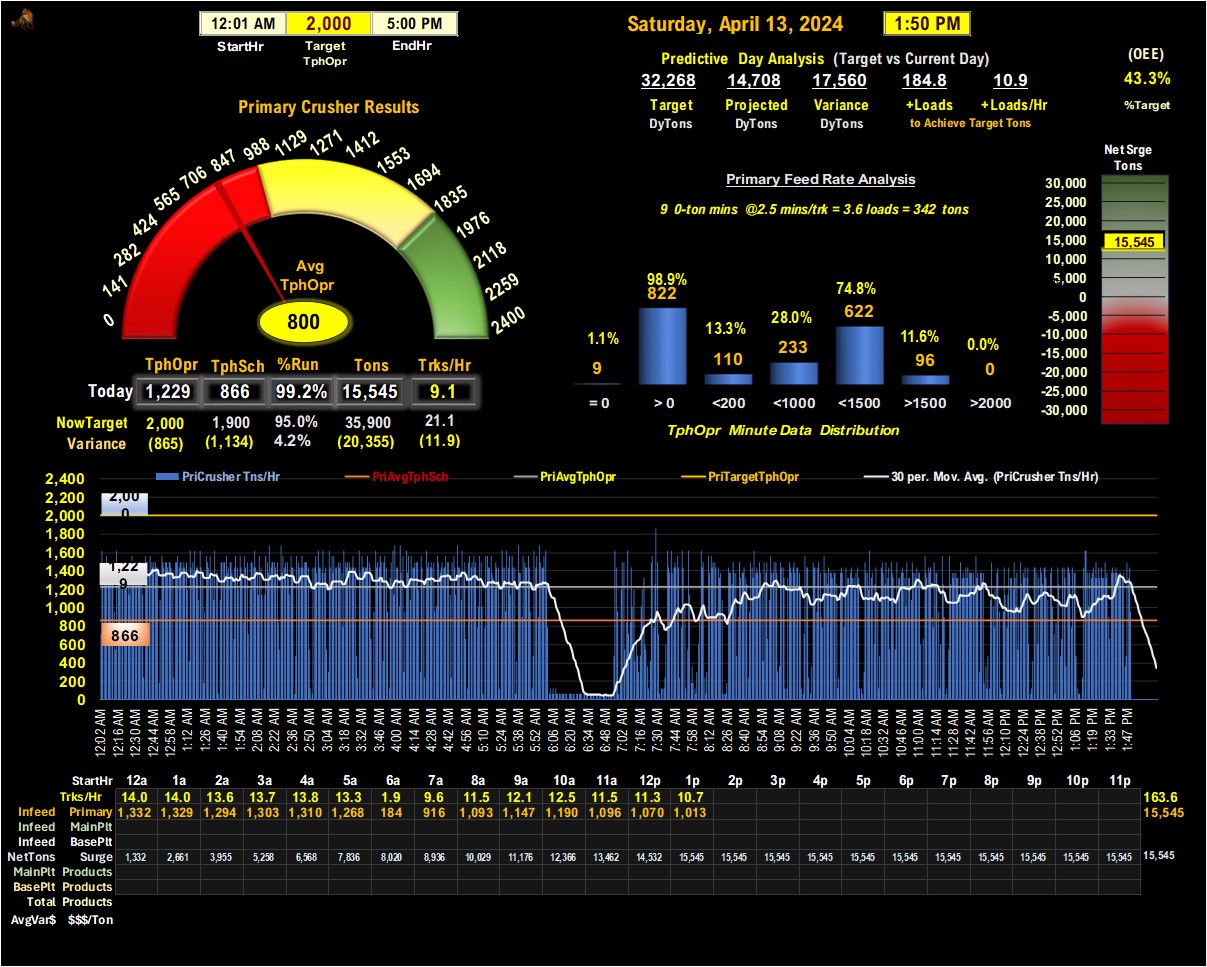 12:01 AM 2,000 5:00 PM
StartHr Target TphOpr EndHr
Saturday, April 13, 2024 1:50 PM
Predictive Day Analysis (Target vs Current Day)
32,268 14,708 17,560 184.8 10.9
Target Projected Variance +Loads +Loads/Hr
DyTons DyTons DyTons to Achieve Target Tons
(OEE)
43.3%
%Target
Primary Crusher Results
0 141 282 424 565 706 847 988 1129 1271 1412 1553 1694 1835 1976 2118 2259 2400
Avg
TphOpr
800
TphOpr TphSch %Run Tons Trks/Hr
Today 1,229 866 99.2% 15,545 9.1
NowTarget 2,000 1,900 95.0% 35,900 21.1
Variance (865) (1,134) 4.2% (20,355) (11.9)
Primary Feed Rate Analysis
9 0-ton mins @2.5 mins/trk = 3.6 loads = 342 tons
1.1% 98.9% 13.3% 28.0% 74.8% 11.6% 0.0%
9 822 110 233 622 96 0
= 0 > 0 <200 <1000 <1500 >1500 >2000
TphOpr Minute Data Distribution
Net Srge
Tons
30,000
25,000
20,000
15,000 15,545
10,000
5,000
0
-5,000
-10,000
-15,000
-20,000
-25,000
-30,000
PriCrusher Tns/Hr PriAvgTphSch PriAvgTphOpr PriTargetTphOpr 30 per. Mov. Avg. (PriCrusher Tns/Hr)
2,400
2,200
2,000
1,800
1,600
1,400
1,200
1,000
800
600
400
200
0
2,000
1,229
866
12:02 AM 12:16 AM 12:30 AM 12:44 AM 12:58 AM 1:12 AM 1:26 AM 1:40 AM 1:54 AM 2:08 AM 2:22 AM 2:36 AM 2:50 AM 3:04 AM 3:18 AM 3:32 AM 3:46 AM 4:00 AM 4:14 AM 4:28 AM 4:42 AM 4:56 AM 5:10 AM 5:24 AM 5:38 AM 5:52 AM 6:06 AM 6:20 AM 6:34 AM 6:48 AM 7:02 AM 7:16 AM 7:30 AM 7:44 AM 7:58 AM 8:12 AM 8:26 AM 8:40 AM 8:54 AM 9:08 AM 9:22 AM 9:36 AM 9:50 AM 10:04 AM 10:18 AM 10:32 AM 10:46 AM 11:00 AM 11:14 AM 11:28 AM 11:42 AM 11:56 AM 12:10 PM 12:24 PM 12:38 PM 12:52 PM 1:06 PM 1:19 PM 1:33 PM 1:47 PM
StartHr 12a 1a 2a 3a 4a 5a 6a 7a 8a 9a 10a 11a 12p 1p 2p 3p 4p 5p 6p 7p 8p 9p 10p 11p
Trks/Hr 14.0 14.0 13.6 13.7 13.8 13.3 1.9 9.6 11.5 12.1 12.5 11.5 11.3 10.7 163.6
Infeed Primary 1,332 1,329 1,294 1,303 1,310 1,268 184 916 1,093 1,147 1,190 1,096 1,070 1,013 15,545
Infeed MainPlt
Infeed BasePlt
NetTons Surge 1,332 2,661 3,955 5,258 6,568 7,836 8,020 8,936 10,029 11,176 12,366 13,462 14,532 15,545 15,545 15,545 15,545 15,545 15,545 15,545 15,545 15,545 15,545 15,545 15,545
MainPlt Products
BasePlt Products
Total Products
AvgVar$ $$$/Ton